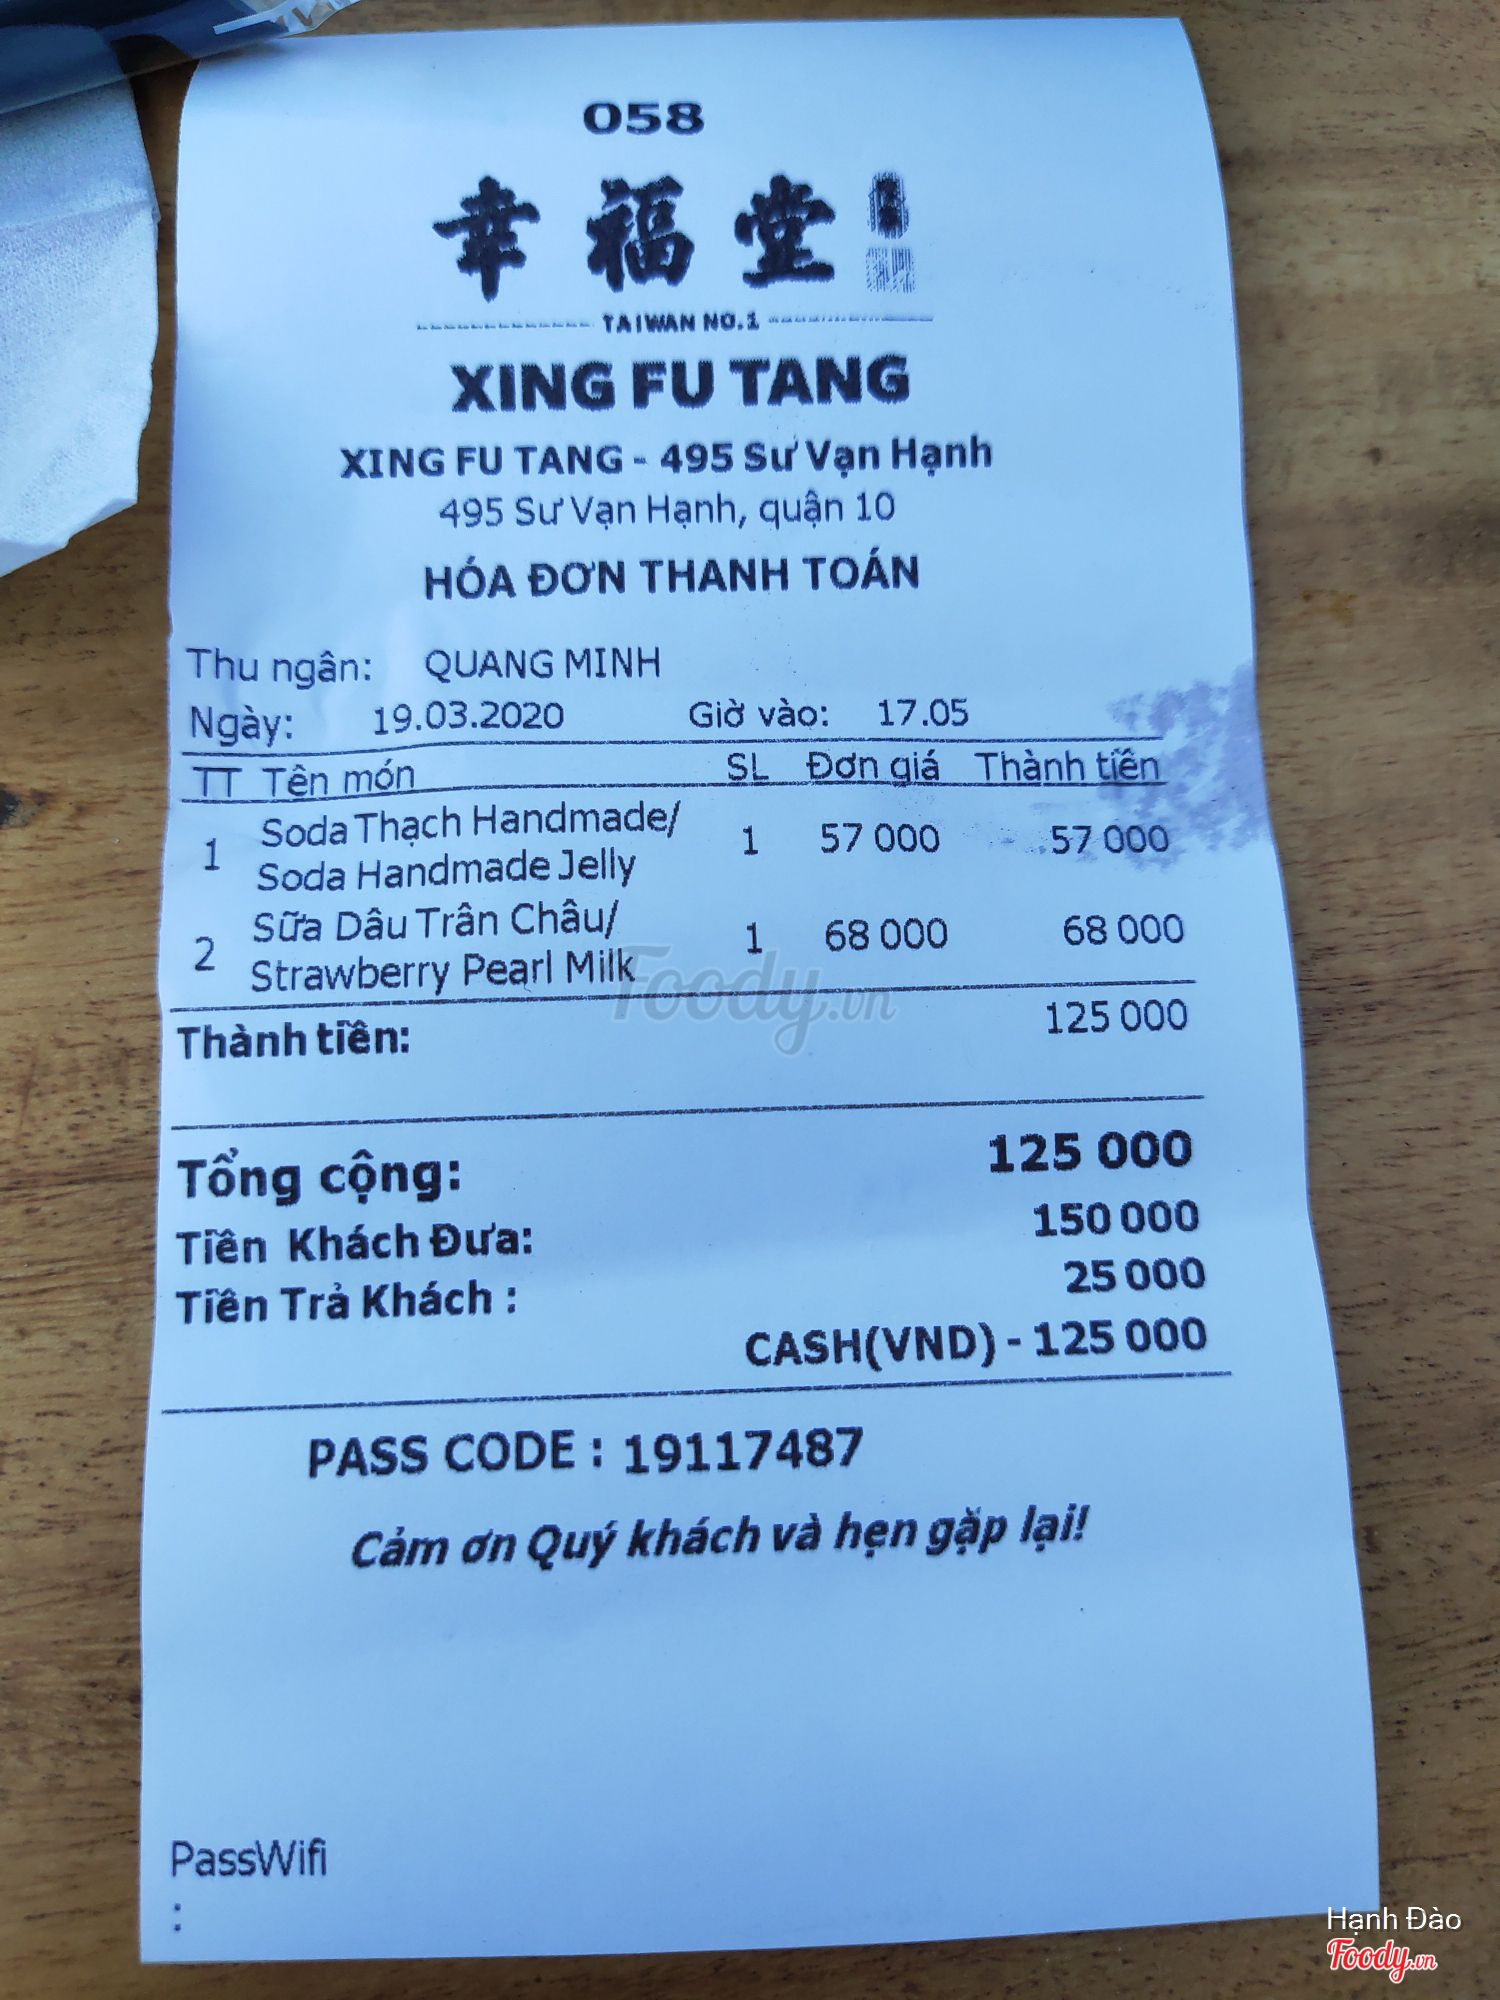 058
幸福堂
TAIWAN NO.1
XING FU TANG
XING FU TANG - 495 Sư Vạn Hạnh
495 Sư Vạn Hạnh, quận 10
HÓA ĐƠN THANH TOÁN
Thu ngân: QUANG MINH
Ngày: 19.03.2020 Giờ vào: 17.05
TT Tên món SL Đơn giá Thành tiền
1 Soda Thạch Handmade/ 1 57 000 57 000
Soda Handmade Jelly
2 Sữa Dâu Trân Châu/ 1 68 000 68 000
Strawberry Pearl Milk
Foody.vn
Thành tiền: 125 000
Tổng cộng: 125 000
Tiền Khách Đưa: 150 000
Tiền Trả Khách : 25 000
CASH(VND) - 125 000
PASS CODE : 19117487
Cảm ơn Quý khách và hẹn gặp lại!
PassWifi
:
Hạnh Đào
Foody.vn